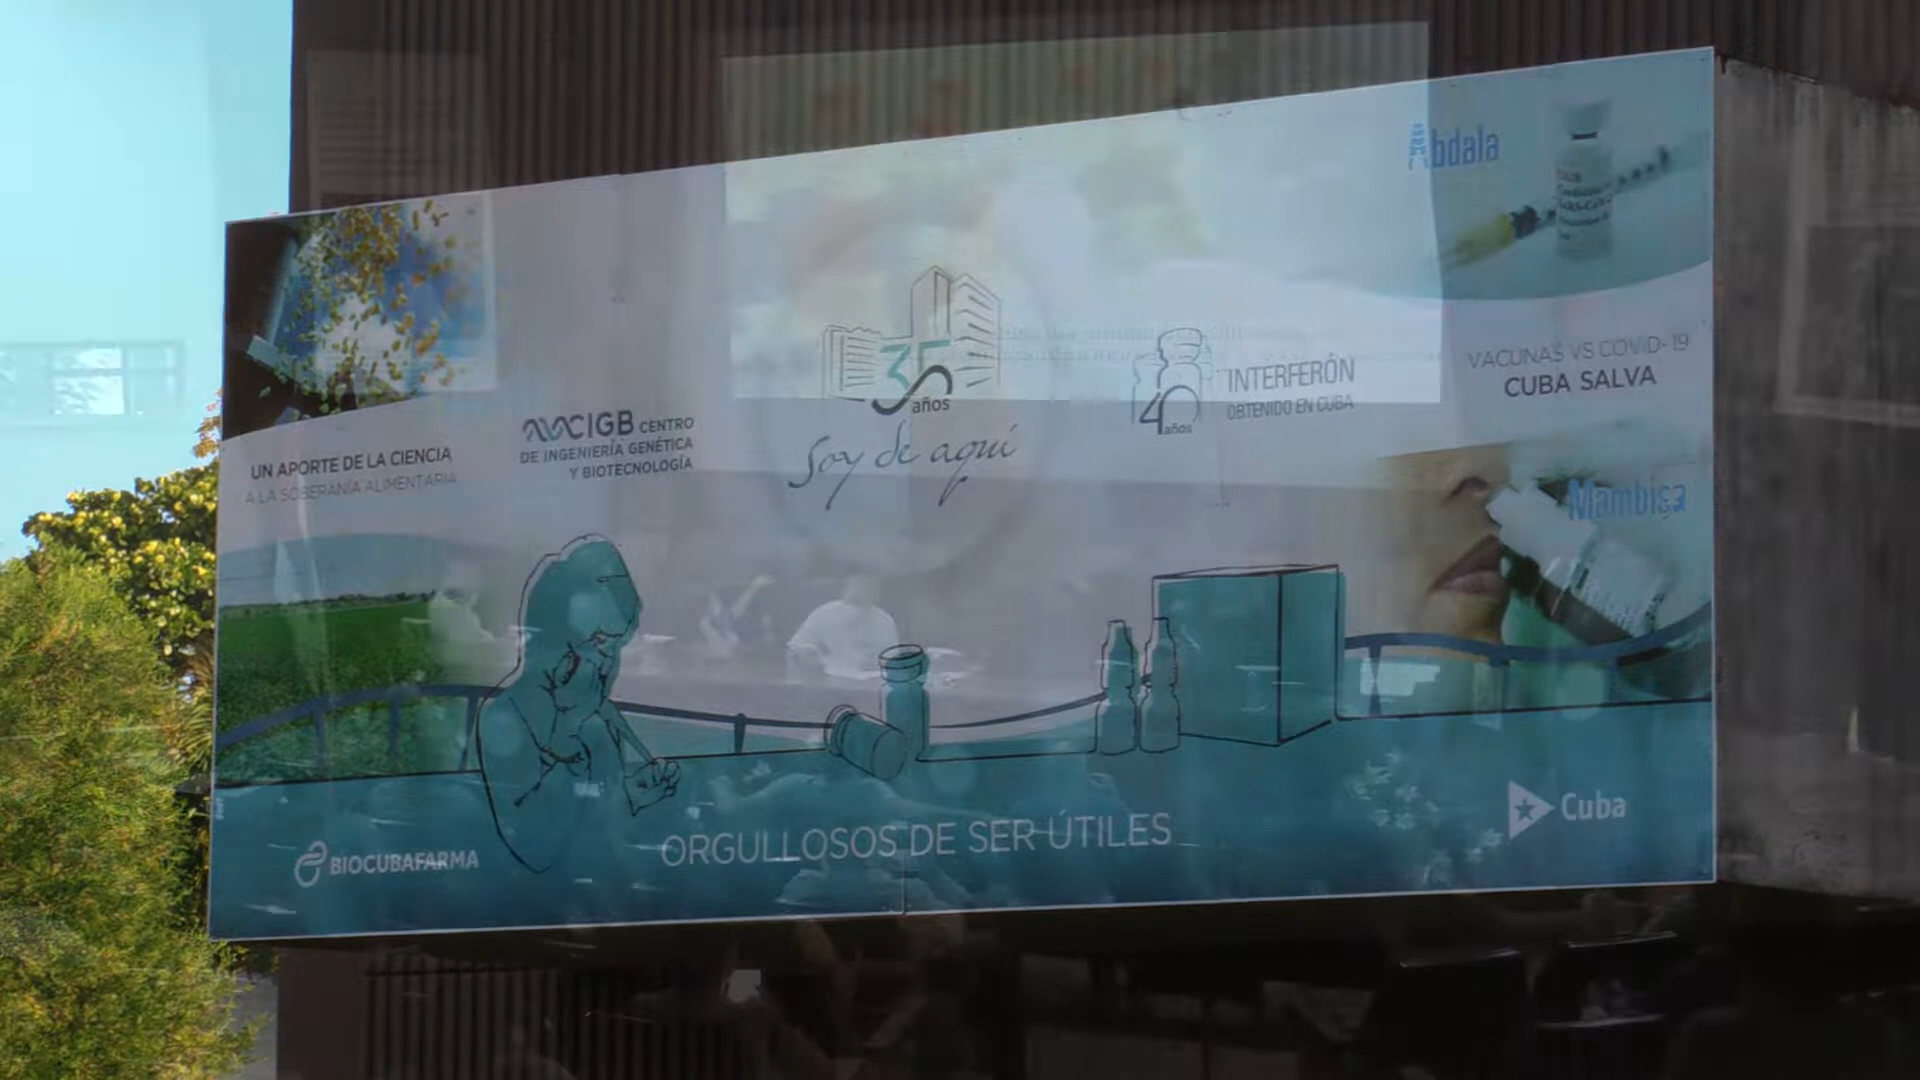 Abdala
VACUNAS VS COVID-19
CUBA SALVA
35
años
Soy de aquí
40
años
INTERFERÓN
OBTENIDO EN CUBA
CIGB CENTRO
DE INGENIERÍA GENÉTICA
Y BIOTECNOLOGÍA
UN APORTE DE LA CIENCIA
A LA SOBERANÍA ALIMENTARIA
Mambisa
ORGULLOSOS DE SER ÚTILES
BIOCUBAFARMA
Cuba